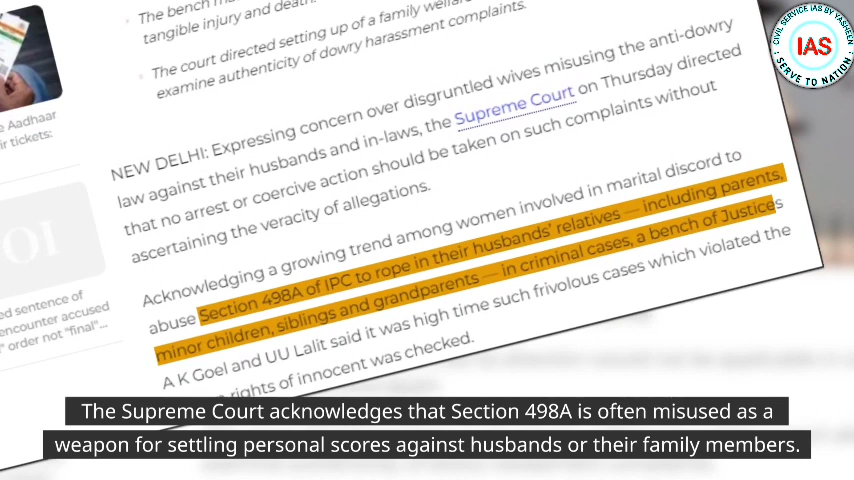 The bench
tangible injury and death.
The court directed setting up of a family welfare
examine authenticity of dowry harassment complaints.
Aadhaar
ir tickets:
NEW DELHI: Expressing concern over disgruntled wives misusing the anti-dowry
law against their husbands and in-laws, the Supreme Court on Thursday directed
that no arrest or coercive action should be taken on such complaints without
ascertaining the veracity of allegations.
Acknowledging a growing trend among women involved in marital discord to
abuse Section 498A of IPC to rope in their husbands' relatives — including parents,
minor children, siblings and grandparents — in criminal cases, a bench of Justices
A K Goel and UU Lalit said it was high time such frivolous cases which violated the
rights of innocent was checked.
OI
ed sentence of
encounter accused
" order not "final"...
CIVIL SERVICE IAS BY YASHEEN
IAS
SERVE TO NATION
The Supreme Court acknowledges that Section 498A is often misused as a
weapon for settling personal scores against husbands or their family members.